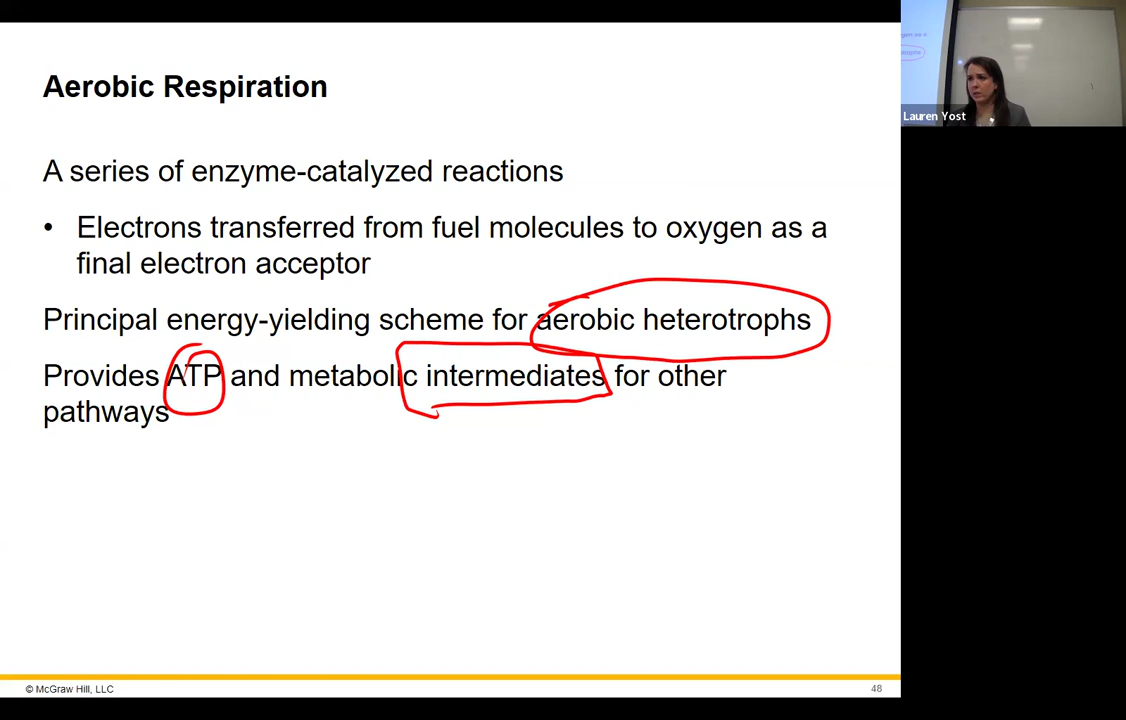 Aerobic Respiration
A series of enzyme-catalyzed reactions
• Electrons transferred from fuel molecules to oxygen as a
final electron acceptor
Principal energy-yielding scheme for aerobic heterotrophs
Provides ATP and metabolic intermediates for other
pathways
© McGraw Hill, LLC
48
Lauren Yost